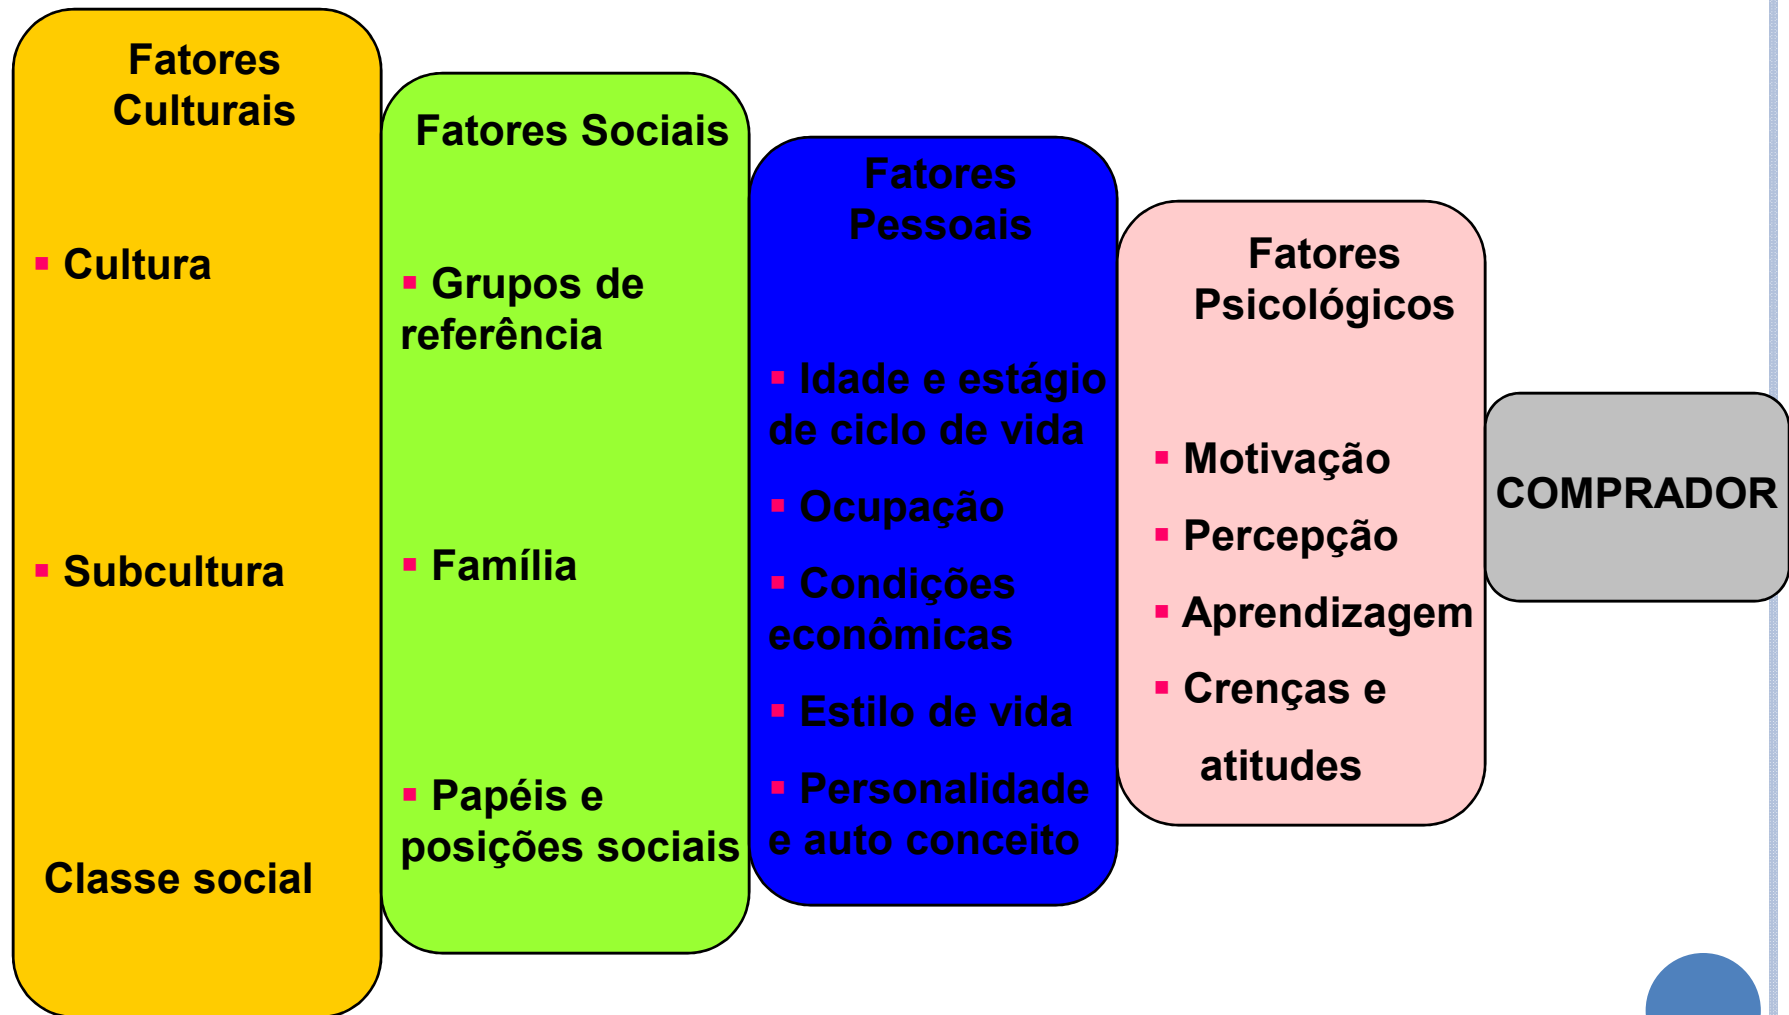 Fatores
Culturais
▪ Cultura
▪ Subcultura
Classe social
Fatores Sociais
▪ Grupos de
referência
▪ Família
▪ Papéis e
posições sociais
Fatores
Pessoais
▪ Idade e estágio
de ciclo de vida
▪ Ocupação
▪ Condições
econômicas
▪ Estilo de vida
▪ Personalidade
e auto conceito
Fatores
Psicológicos
▪ Motivação
▪ Percepção
▪ Aprendizagem
▪ Crenças e
atitudes
COMPRADOR